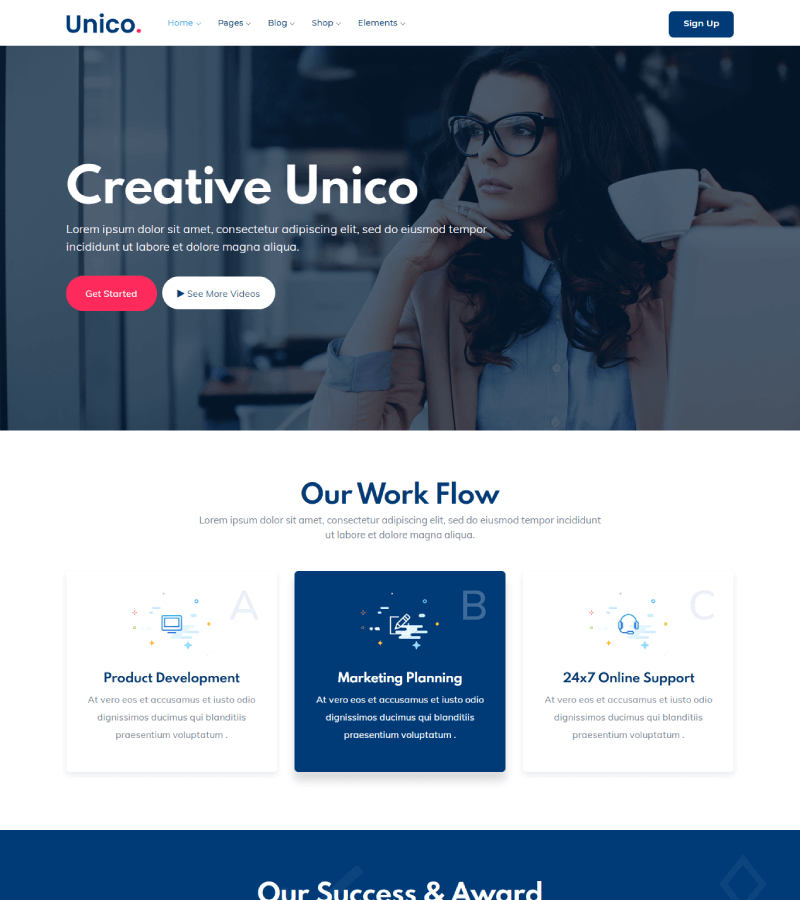 Unico.
Home Pages Blog Shop Elements
Sign Up
Creative Unico
Lorem ipsum dolor sit amet, consectetur adipiscing elit, sed do eiusmod tempor
incididunt ut labore et dolore magna aliqua.
Get Started
See More Videos
Our Work Flow
Lorem ipsum dolor sit amet, consectetur adipiscing elit, sed do eiusmod tempor incididunt
ut labore et dolore magna aliqua.
A
Product Development
At vero eos et accusamus et iusto odio
dignissimos ducimus qui blanditiis
praesentium voluptatum .
B
Marketing Planning
At vero eos et accusamus et iusto odio
dignissimos ducimus qui blanditiis
praesentium voluptatum .
C
24x7 Online Support
At vero eos et accusamus et iusto odio
dignissimos ducimus qui blanditiis
praesentium voluptatum .
Our Success & Award